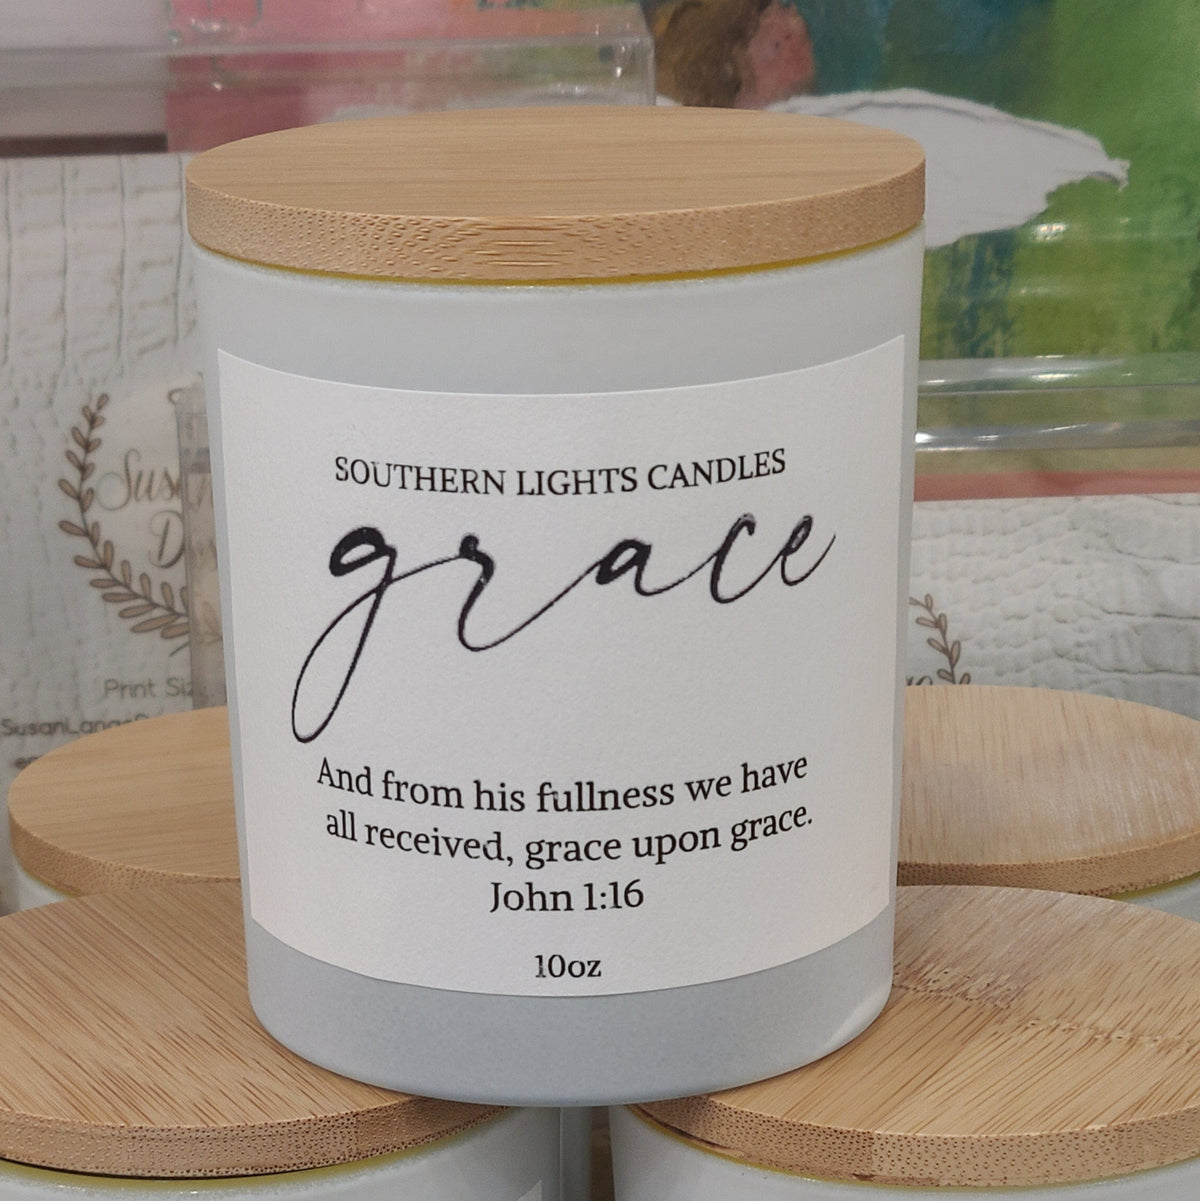 SOUTHERN LIGHTS CANDLES
grace
And from his fullness we have
all received, grace upon grace.
John 1:16
10oz
Print